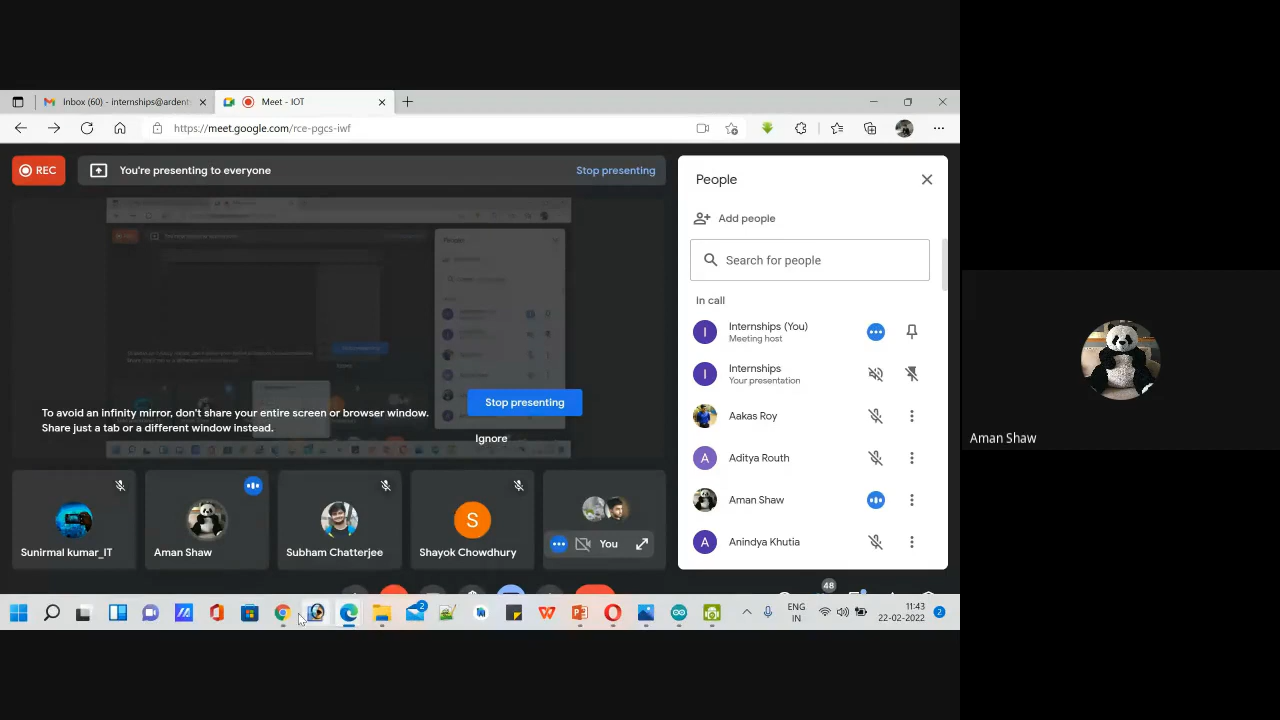 Inbox (60) - internships@ardent
Meet - IOT
https://meet.google.com/rce-pgcs-iwf
REC
You're presenting to everyone
Stop presenting
To avoid an infinity mirror, don't share your entire screen or browser window.
Share just a tab or a different window instead.
Stop presenting
Ignore
Sunirmal kumar_IT
Aman Shaw
Subham Chatterjee
S
Shayok Chowdhury
You
People
Add people
Search for people
In call
I
Internships (You)
Meeting host
I
Internships
Your presentation
Aakas Roy
A
Aditya Routh
Aman Shaw
A
Anindya Khutia
48
2
ENG
IN
11:43
22-02-2022
2
Aman Shaw